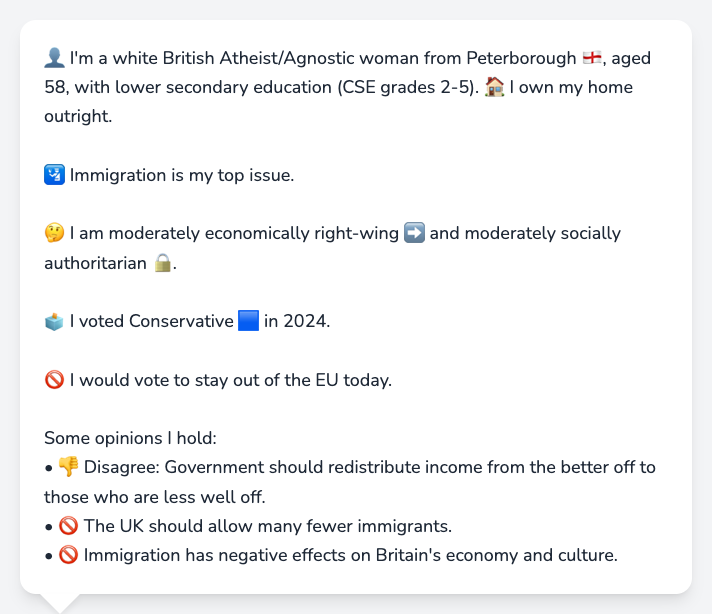 👤 I'm a white British Atheist/Agnostic woman from Peterborough 🏴󠁧󠁢󠁥󠁮󠁧󠁿, aged
58, with lower secondary education (CSE grades 2-5). 🏠 I own my home
outright.
🛂 Immigration is my top issue.
🤔 I am moderately economically right-wing ➡️ and moderately socially
authoritarian 🔒.
🗳️ I voted Conservative 🟦 in 2024.
🚫 I would vote to stay out of the EU today.
Some opinions I hold:
• 👎 Disagree: Government should redistribute income from the better off to
those who are less well off.
• 🚫 The UK should allow many fewer immigrants.
• 🚫 Immigration has negative effects on Britain's economy and culture.